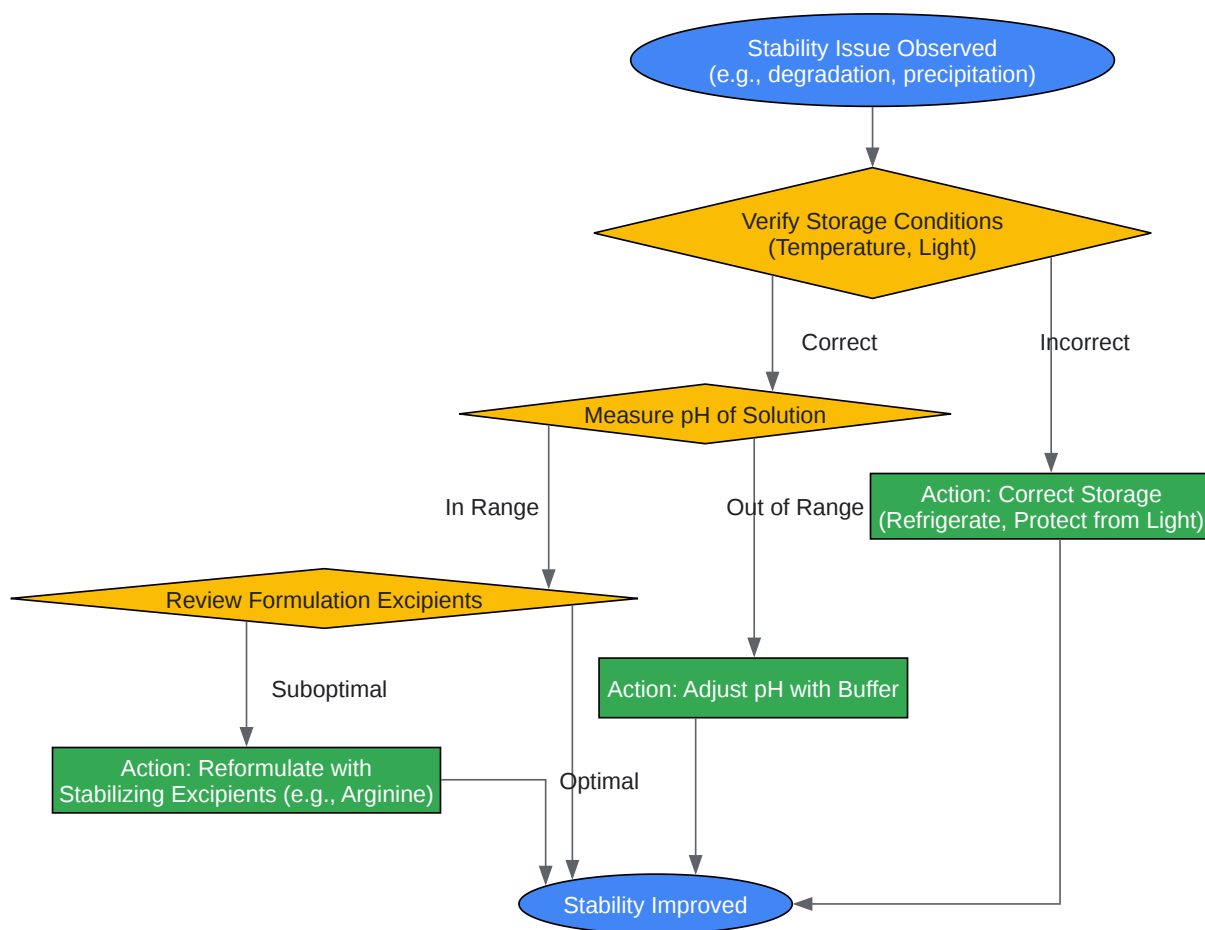 Stability Issue Observed
(e.g., degradation, precipitation)
Verify Storage Conditions
(Temperature, Light)
Correct
Incorrect
Measure pH of Solution
In Range
Out of Range
Action: Correct Storage
(Refrigerate, Protect from Light)
Review Formulation Excipients
Suboptimal
Action: Adjust pH with Buffer
Action: Reformulate with
Stabilizing Excipients (e.g., Arginine)
Optimal
Stability Improved